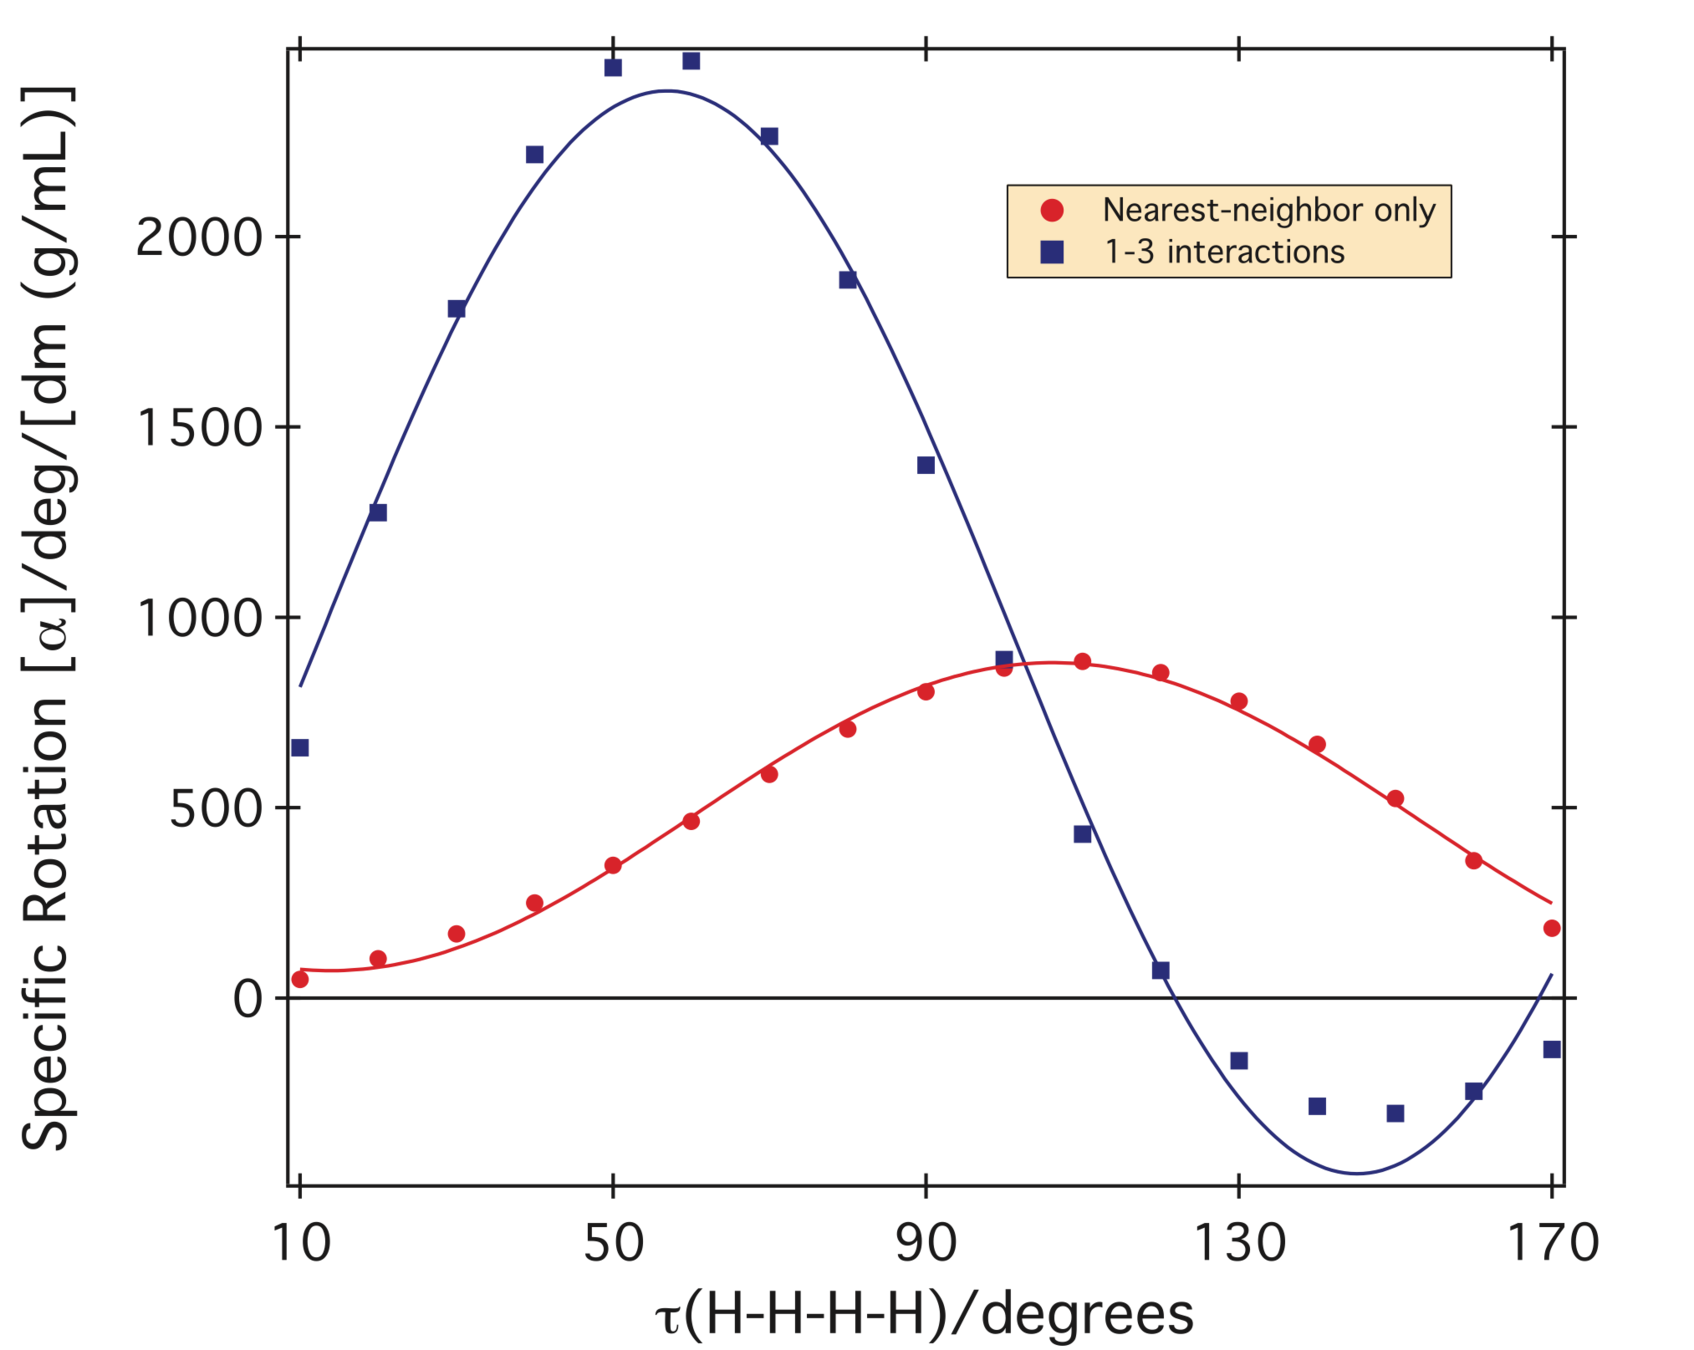 Specific Rotation [α]/deg/[dm (g/mL)]
2000
1500
1000
500
0
Nearest-neighbor only
1-3 interactions
10 50 90 130 170
τ(H-H-H-H)/degrees